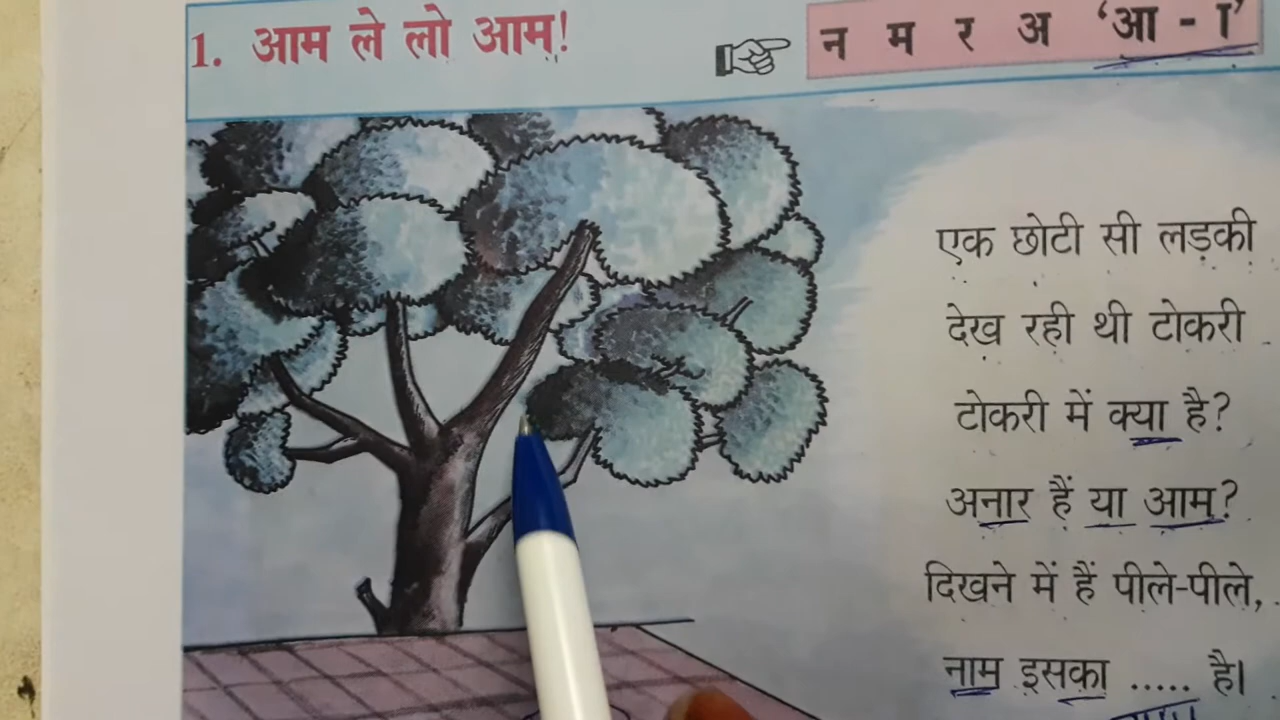 1. आम ले लो आम!
न म र अ ‘आ - ा’
एक छोटी सी लड़की
देख रही थी टोकरी
टोकरी में क्या है?
अनार हैं या आम?
दिखने में हैं पीले-पीले,
नाम इसका ..... है।